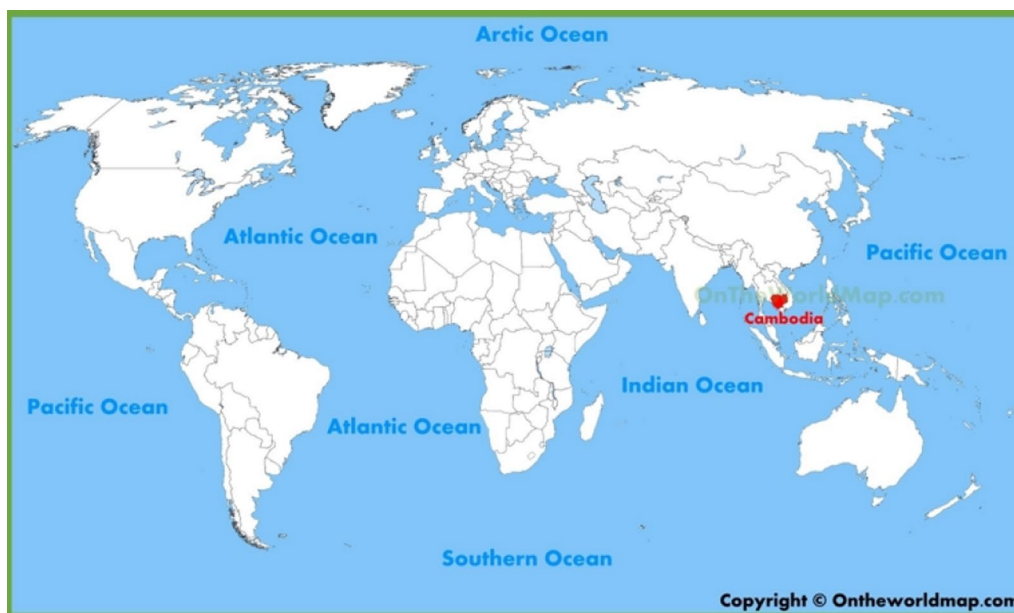 Arctic Ocean
Atlantic Ocean
Pacific Ocean
OnTheWorldMap.com
Cambodia
Indian Ocean
Pacific Ocean
Atlantic Ocean
Southern Ocean
Copyright © Ontheworldmap.com